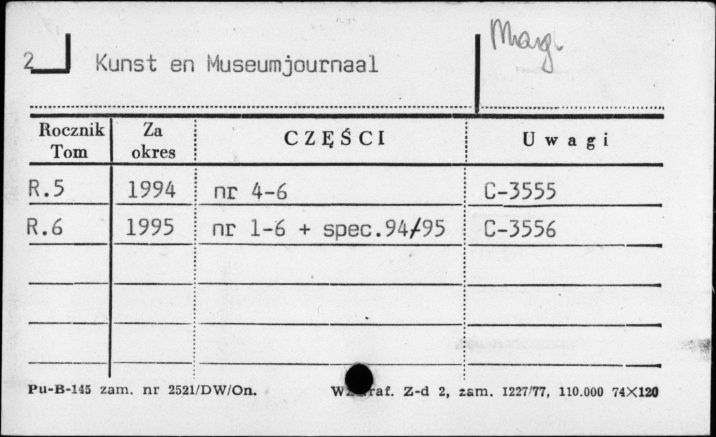 Mag.
2 Kunst en Museumjournaal
Rocznik Tom Za okres CZĘŚCI Uwagi
R.5 1994 nr 4-6 C-3555
R.6 1995 nr 1-6 + spec.94/95 C-3556
Pu-B-145 zam. nr 2521/DW/On. raf. Z-d 2, zam. 1227/77, 110.000 74×120